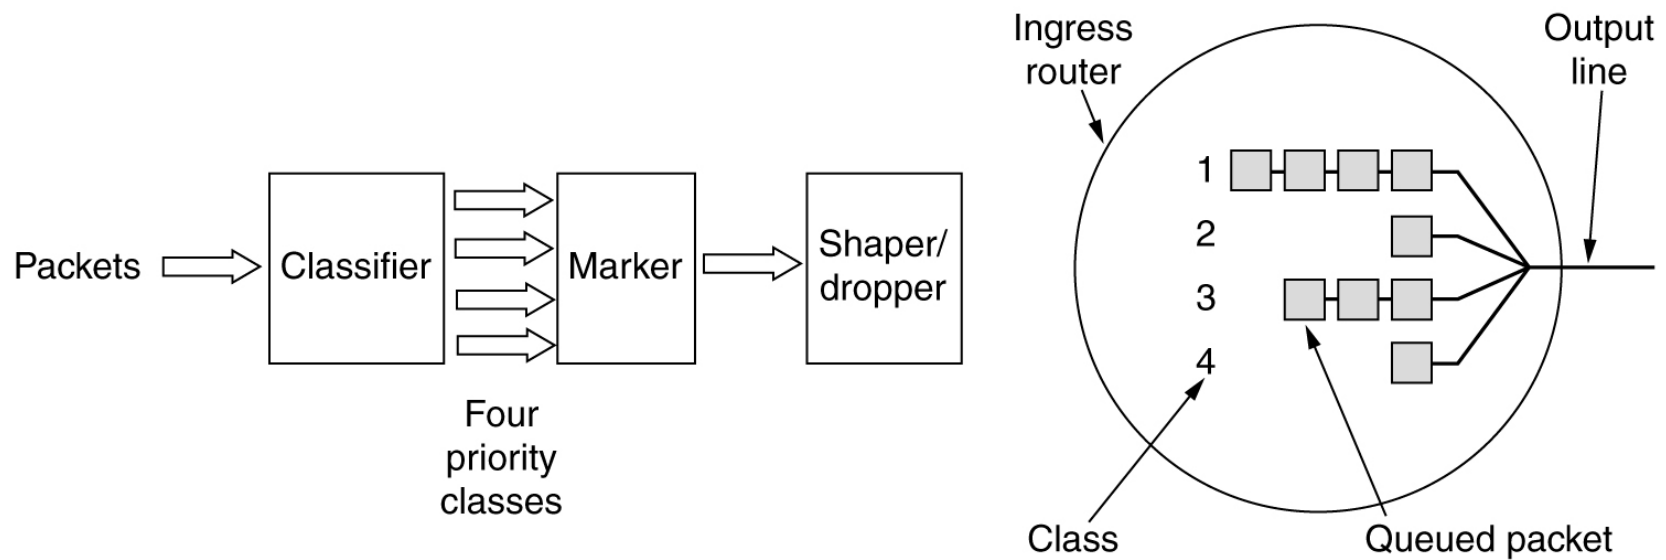 Packets
Classifier
Four
priority
classes
Marker
Shaper/
dropper
Ingress
router
Output
line
1
2
3
4
Class
Queued packet